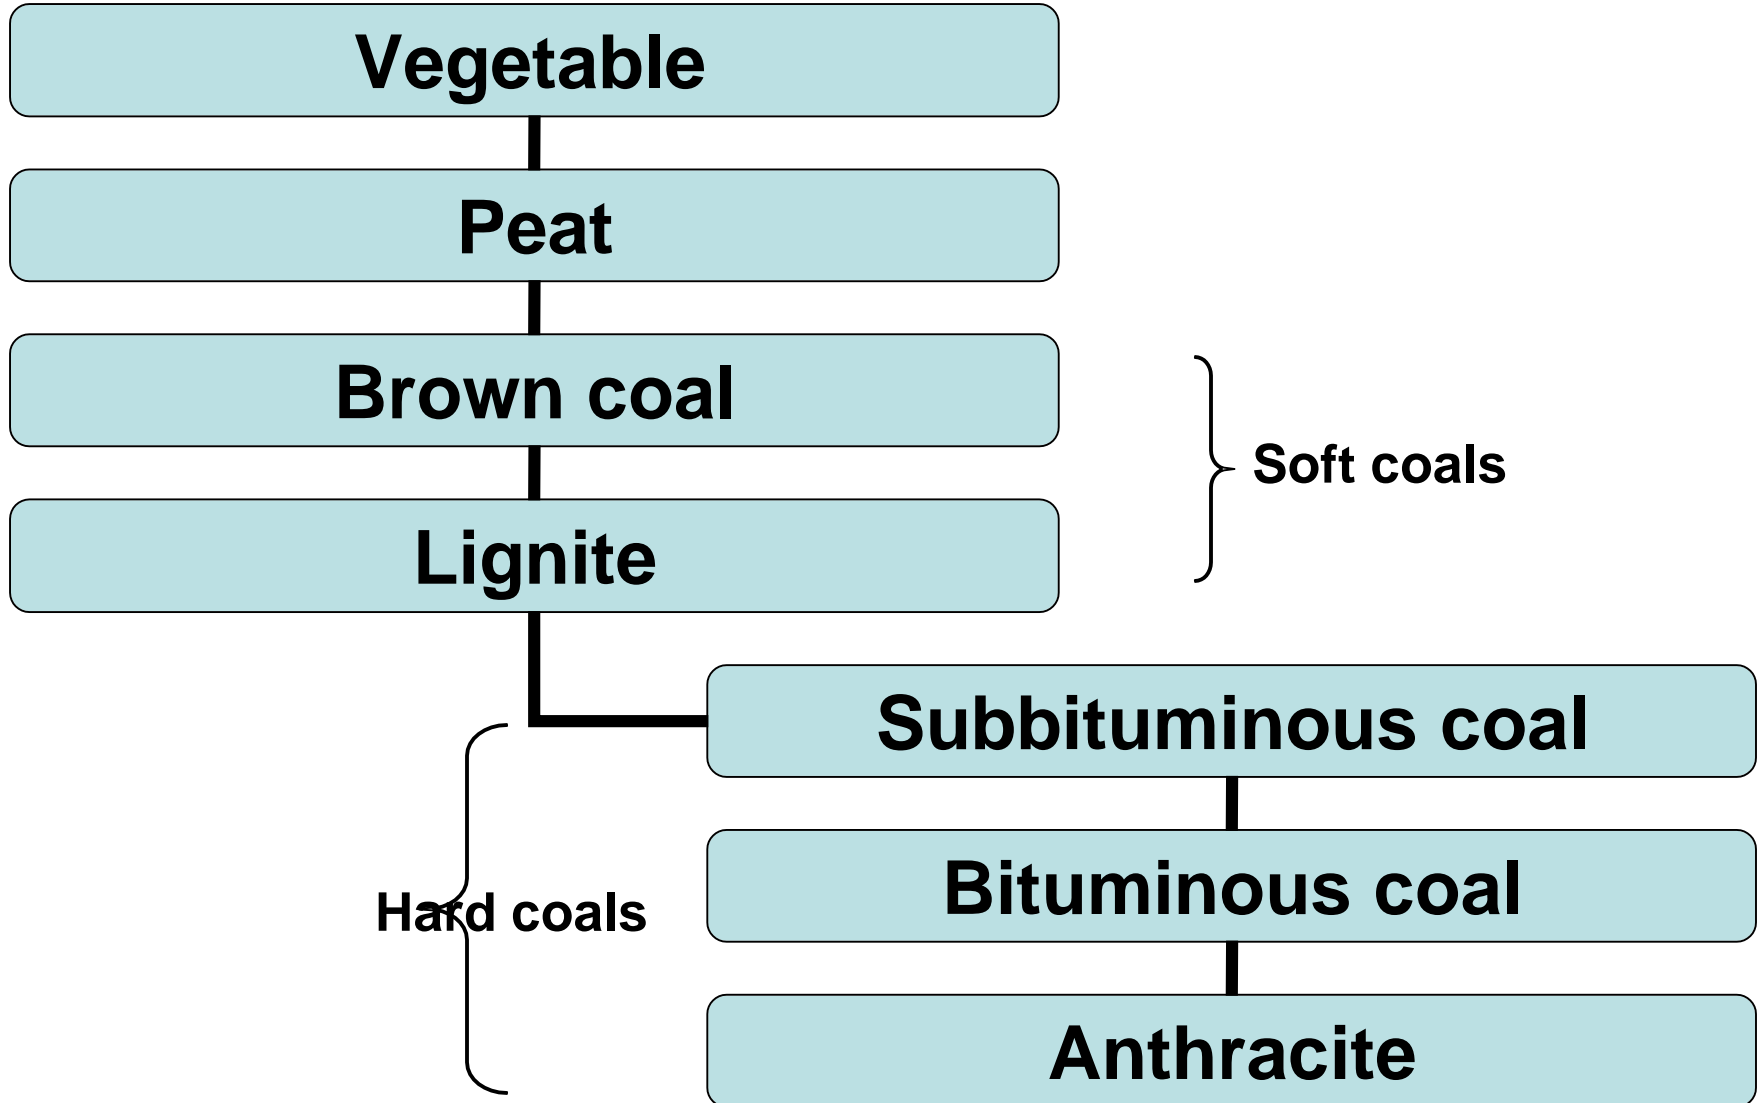 Vegetable
Peat
Brown coal
Soft coals
Lignite
Subbituminous coal
Bituminous coal
Hard coals
Anthracite